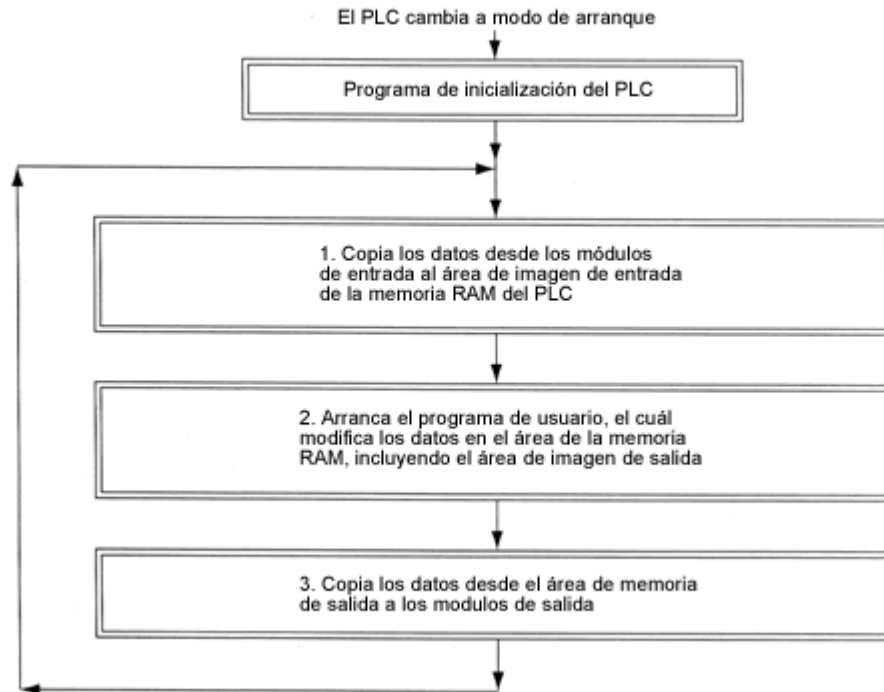 El PLC cambia a modo de arranque
Programa de inicialización del PLC
1. Copia los datos desde los módulos
de entrada al área de imagen de entrada
de la memoria RAM del PLC
2. Arranca el programa de usuario, el cuál
modifica los datos en el área de la memoria
RAM, incluyendo el área de imagen de salida
3. Copia los datos desde el área de memoria
de salida a los modulos de salida